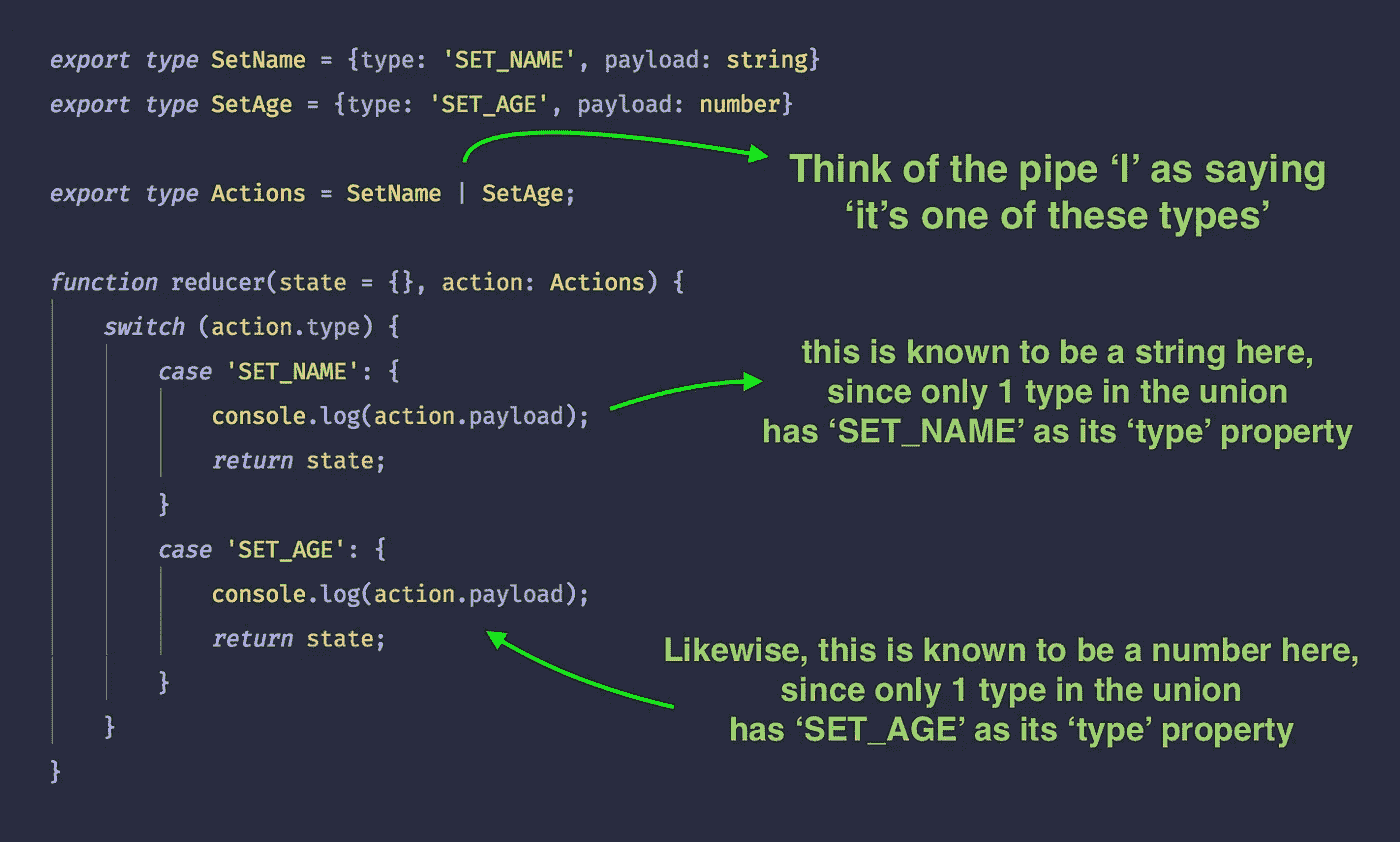 export type SetName = {type: 'SET_NAME', payload: string}
export type SetAge = {type: 'SET_AGE', payload: number}
Think of the pipe ‘|’ as saying
‘it’s one of these types’
export type Actions = SetName | SetAge;
function reducer(state = {}, action: Actions) {
switch (action.type) {
case 'SET_NAME': {
console.log(action.payload);
return state;
}
this is known to be a string here,
since only 1 type in the union
has ‘SET_NAME’ as its ‘type’ property
case 'SET_AGE': {
console.log(action.payload);
return state;
}
Likewise, this is known to be a number here,
since only 1 type in the union
has ‘SET_AGE’ as its ‘type’ property
}
}